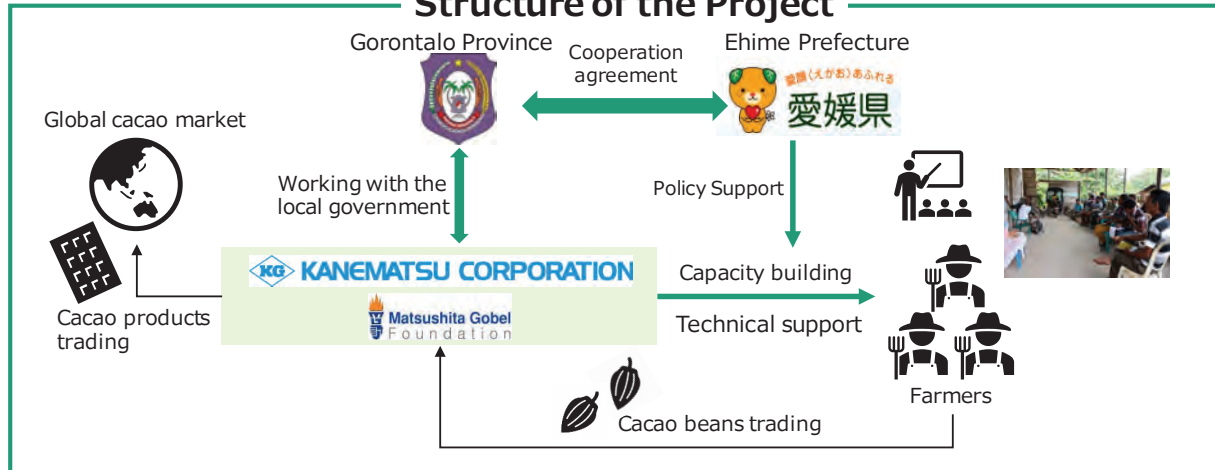 Structure of the Project
Gorontalo Province
Cooperation
agreement
Ehime Prefecture
愛顔(えがお)あふれる
愛媛県
Global cacao market
Working with the
local government
Policy Support
KG KANEMATSU CORPORATION
Matsushita Gobel
Foundation
Capacity building
Technical support
Cacao products
trading
Cacao beans trading
Farmers